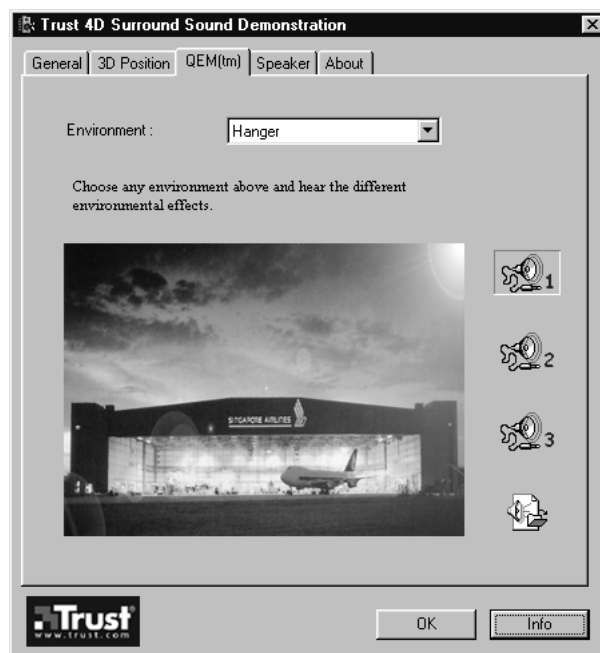 Trust 4D Surround Sound Demonstration
General 3D Position QEM(tm) Speaker About
Environment : Hanger
Choose any environment above and hear the different
environmental effects.
SINGAPORE AIRLINES
1
2
3
Trust
www.trust.com
OK Info